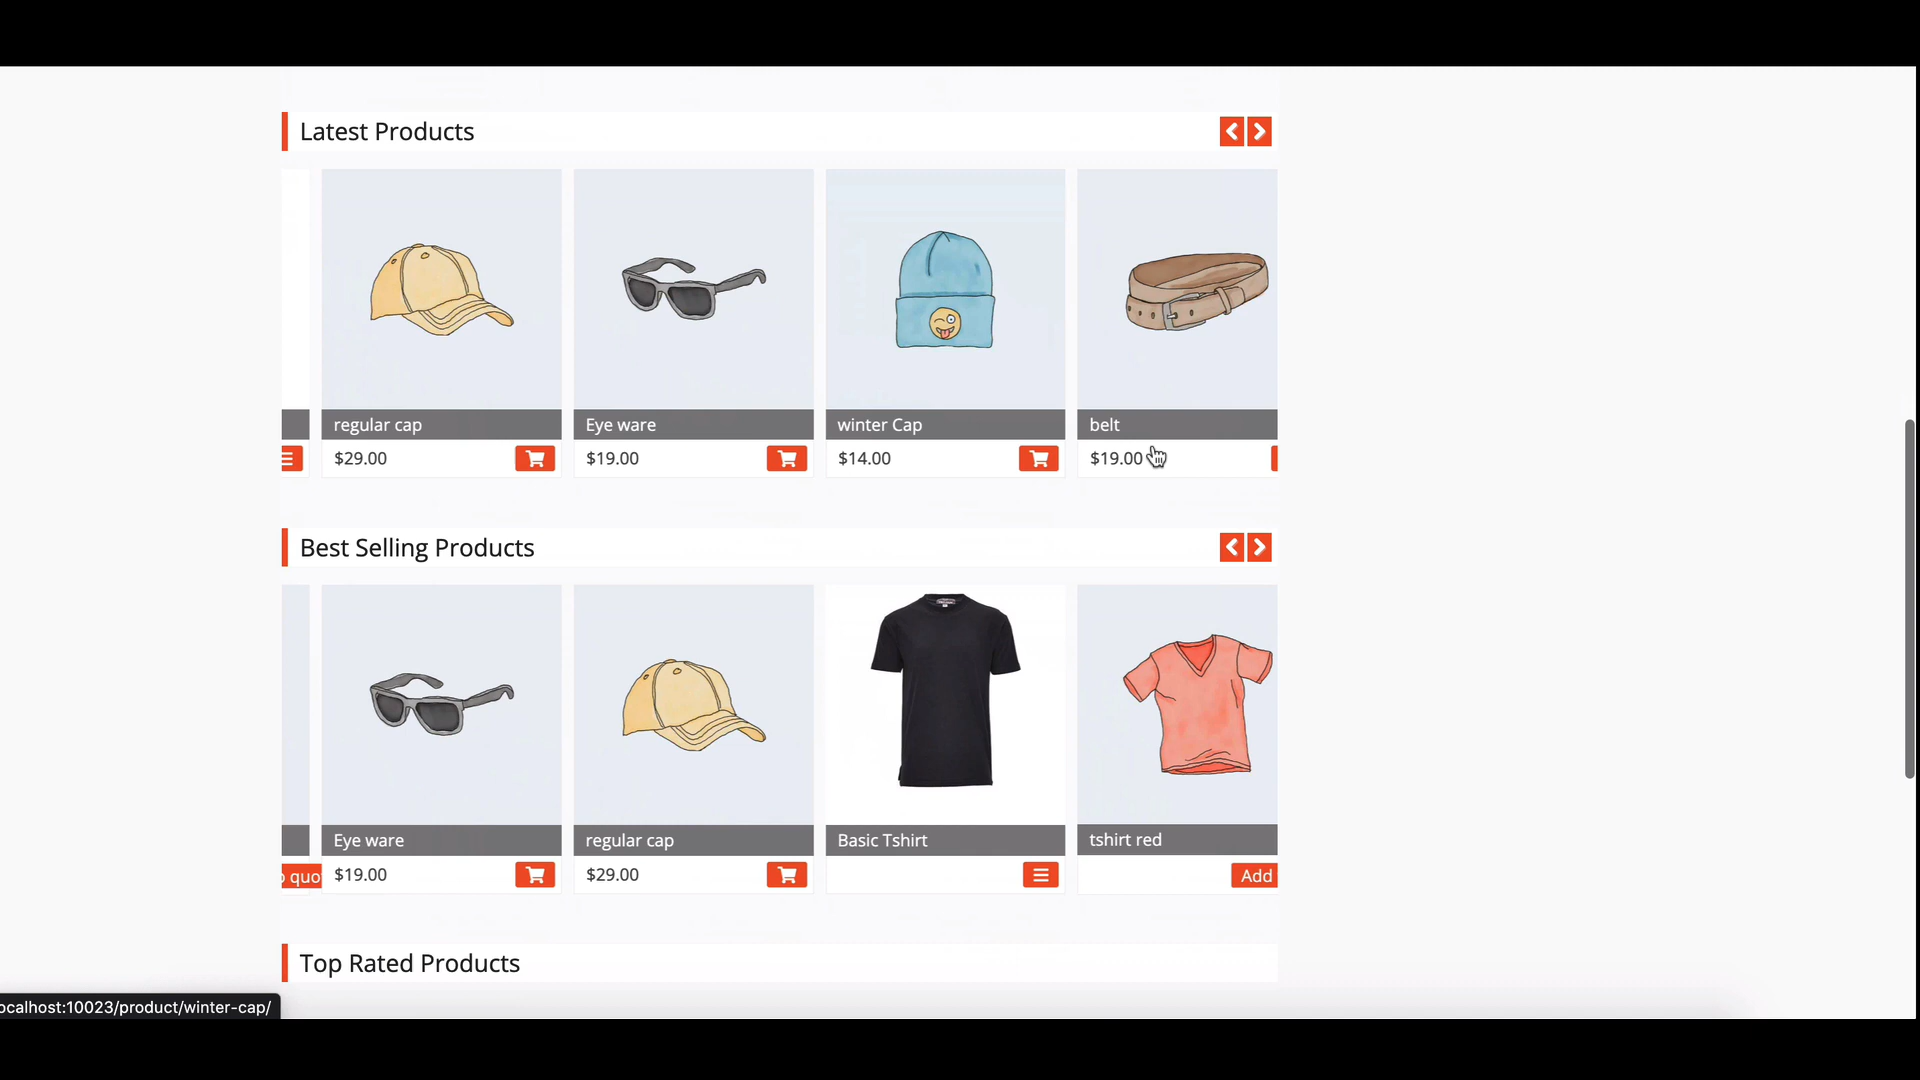 Latest Products
regular cap
Eye ware
winter Cap
belt
$29.00
$19.00
$14.00
$19.00
Best Selling Products
Eye ware
regular cap
Basic Tshirt
tshirt red
quo
$19.00
$29.00
Add
Top Rated Products
ocalhost:10023/product/winter-cap/